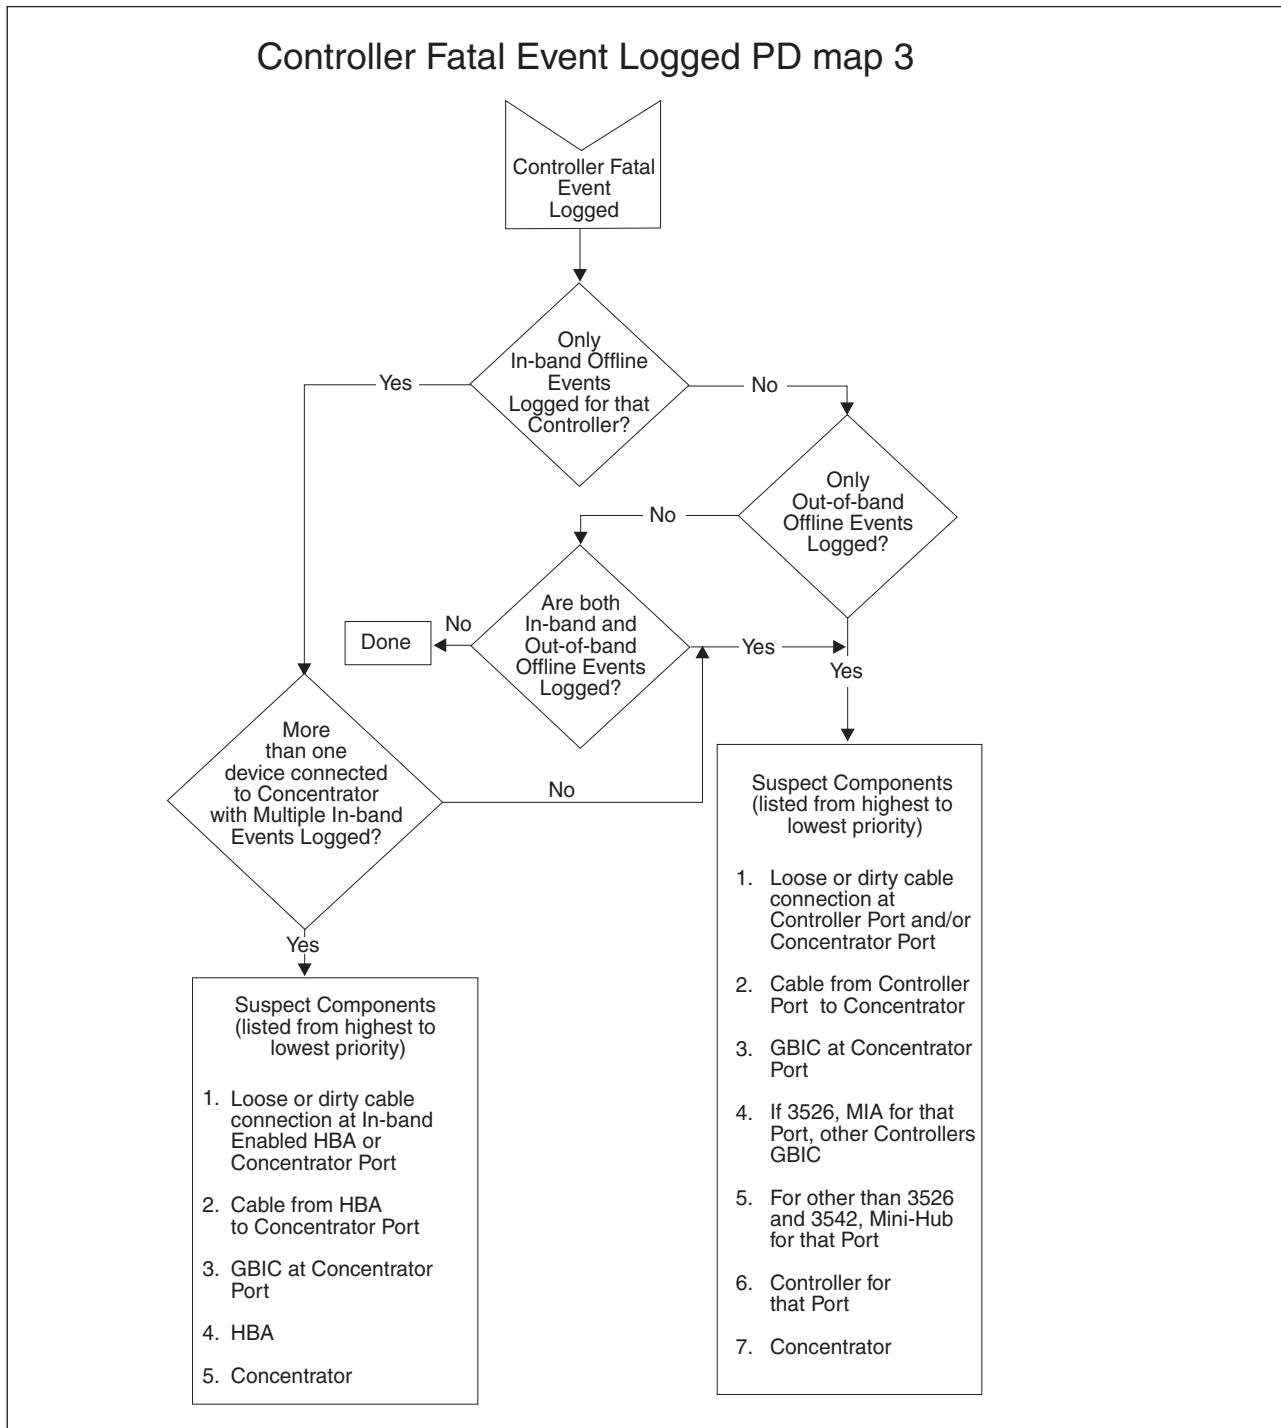 Controller Fatal Event Logged PD map 3
Controller Fatal
Event
Logged
Only
In-band Offline
Events
Logged for that
Controller?
Yes
No
Only
Out-of-band
Offline Events
Logged?
No
Are both
In-band and
Out-of-band
Offline Events
Logged?
No
Done
Yes
Yes
More
than one
device connected
to Concentrator
with Multiple In-band
Events Logged?
No
Yes
Suspect Components
(listed from highest to
lowest priority)
1. Loose or dirty cable
connection at In-band
Enabled HBA or
Concentrator Port
2. Cable from HBA
to Concentrator Port
3. GBIC at Concentrator
Port
4. HBA
5. Concentrator
Suspect Components
(listed from highest to
lowest priority)
1. Loose or dirty cable
connection at
Controller Port and/or
Concentrator Port
2. Cable from Controller
Port to Concentrator
3. GBIC at Concentrator
Port
4. If 3526, MIA for that
Port, other Controllers
GBIC
5. For other than 3526
and 3542, Mini-Hub
for that Port
6. Controller for
that Port
7. Concentrator